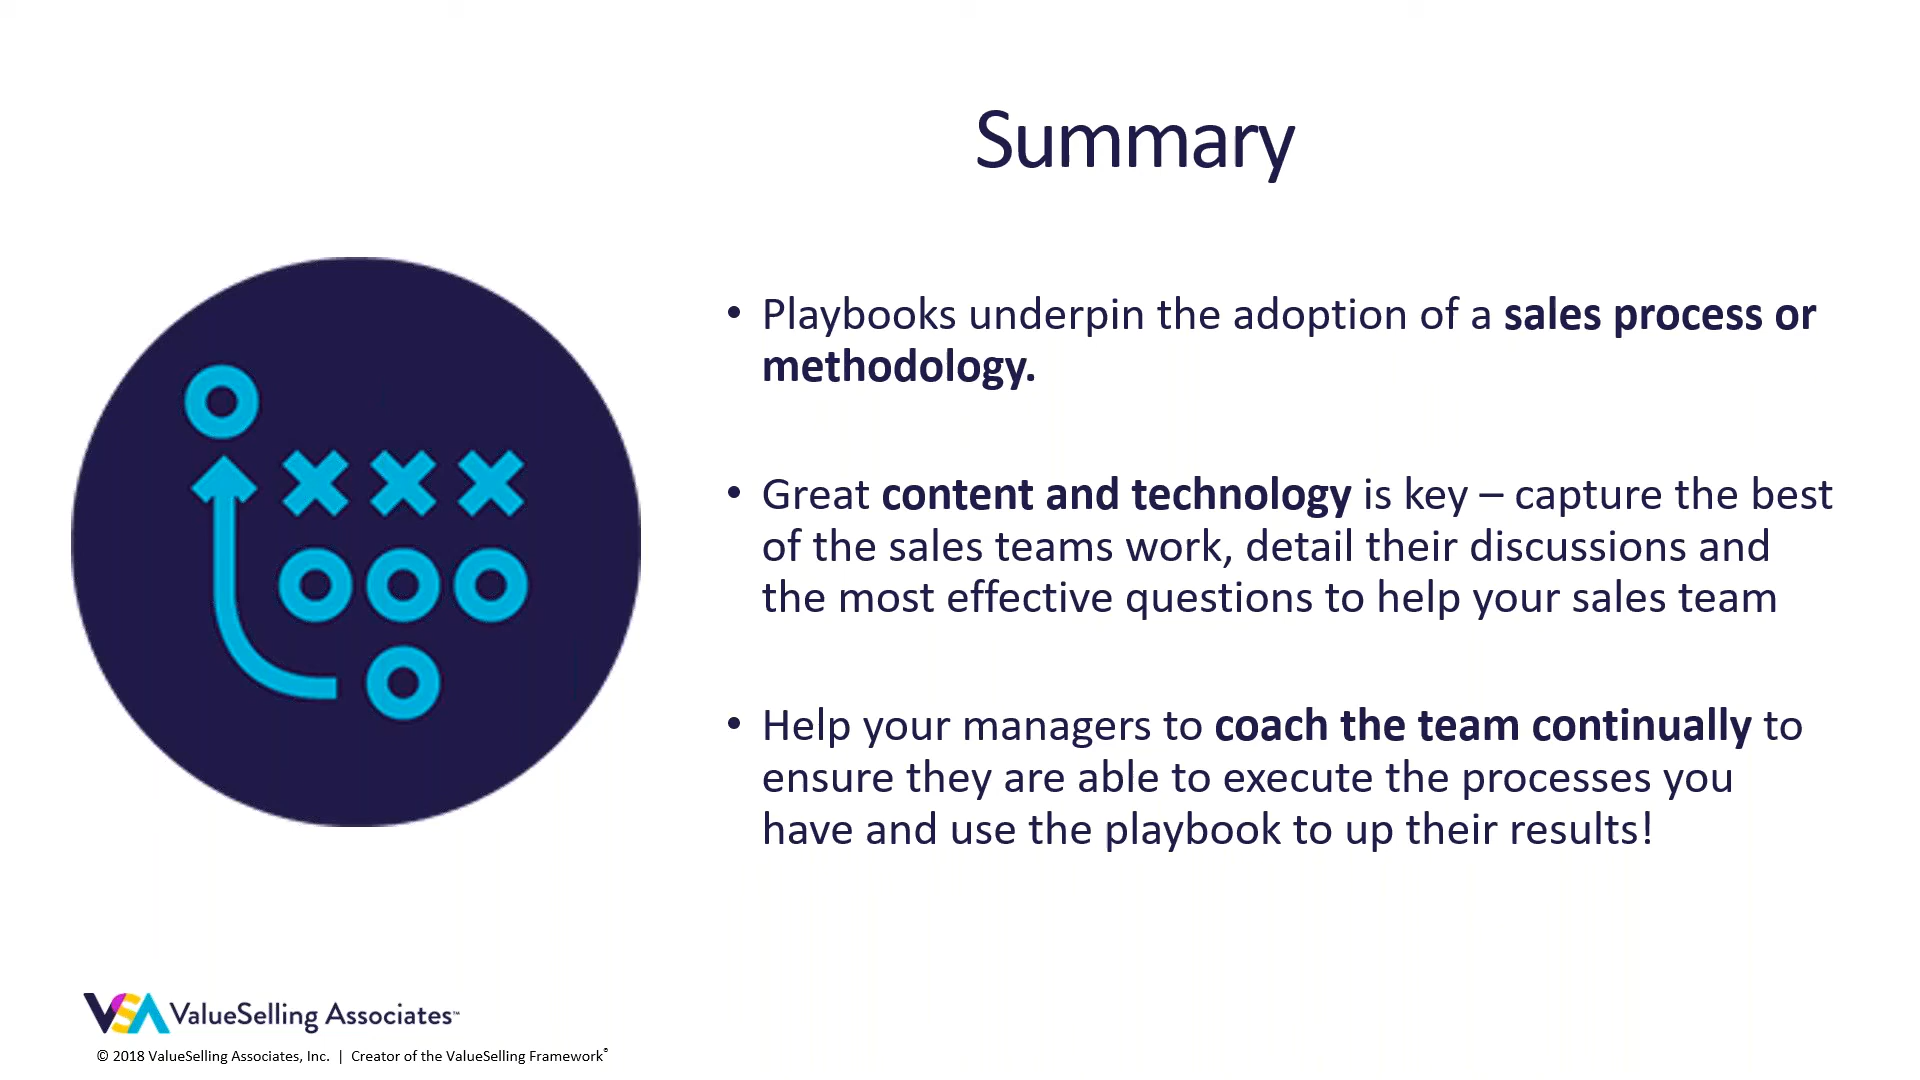 Summary
• Playbooks underpin the adoption of a sales process or
methodology.
• Great content and technology is key – capture the best
of the sales teams work, detail their discussions and
the most effective questions to help your sales team
• Help your managers to coach the team continually to
ensure they are able to execute the processes you
have and use the playbook to up their results!
VSA ValueSelling Associates™
© 2018 ValueSelling Associates, Inc. | Creator of the ValueSelling Framework®